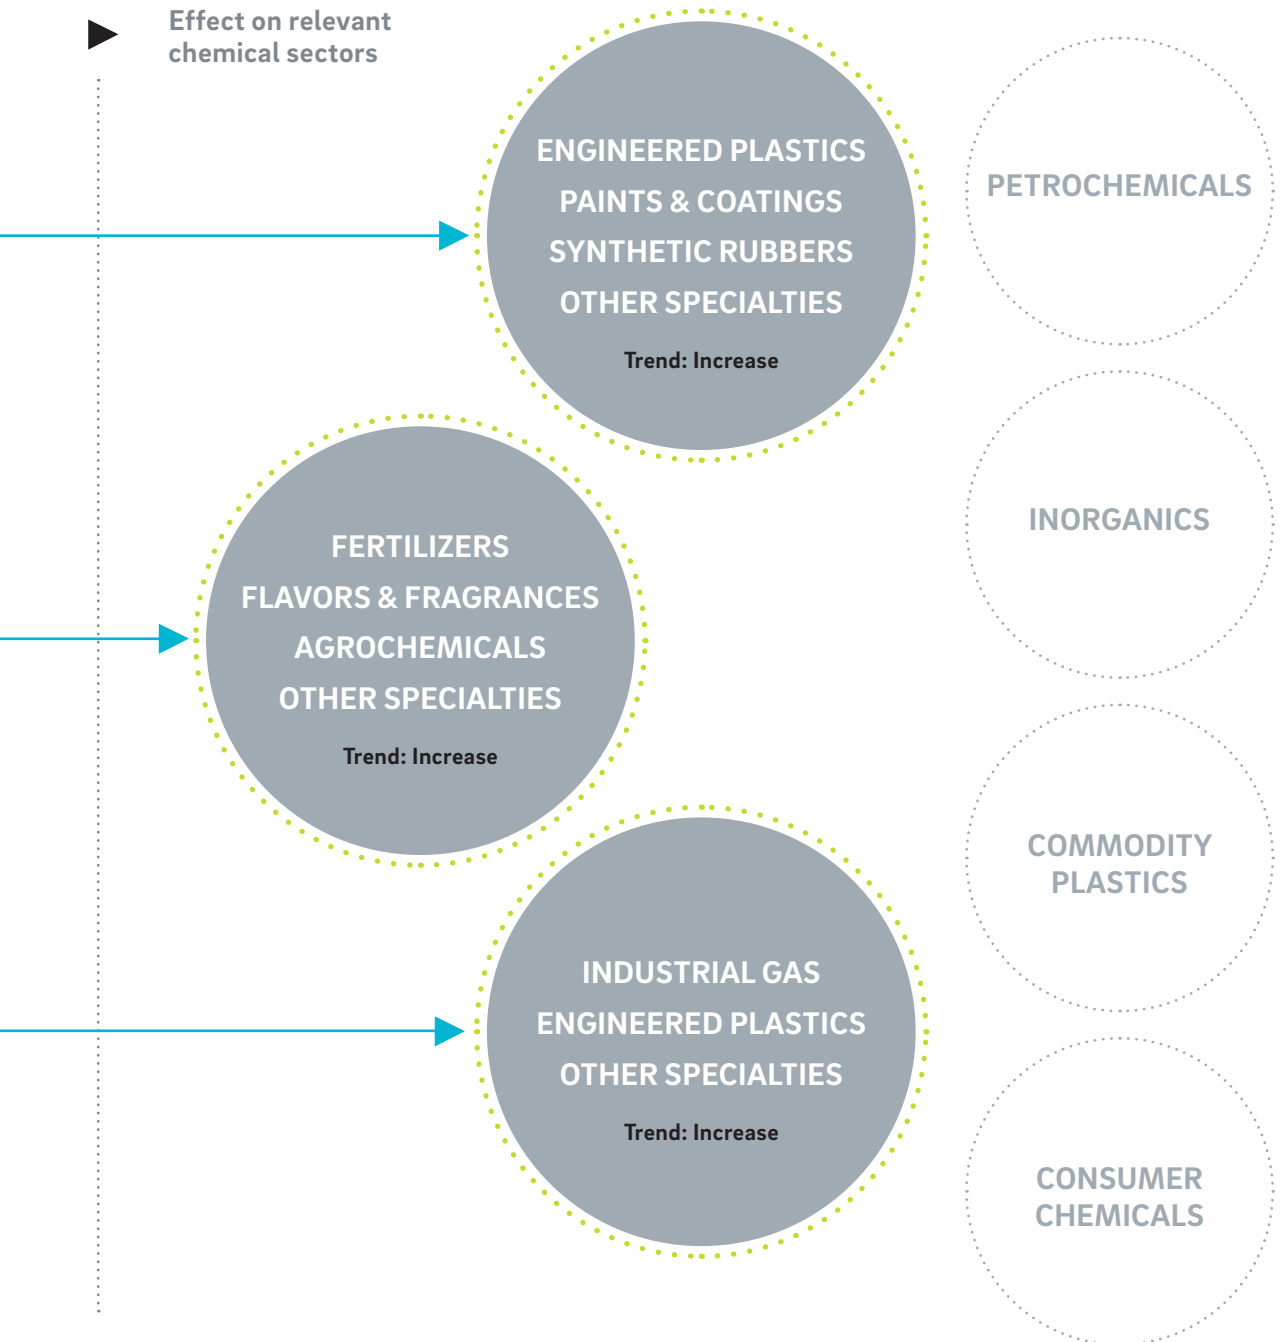 Effect on relevant
chemical sectors
ENGINEERED PLASTICS
PAINTS & COATINGS
SYNTHETIC RUBBERS
OTHER SPECIALTIES
Trend: Increase
PETROCHEMICALS
INORGANICS
FERTILIZERS
FLAVORS & FRAGRANCES
AGROCHEMICALS
OTHER SPECIALTIES
Trend: Increase
COMMODITY
PLASTICS
INDUSTRIAL GAS
ENGINEERED PLASTICS
OTHER SPECIALTIES
Trend: Increase
CONSUMER
CHEMICALS